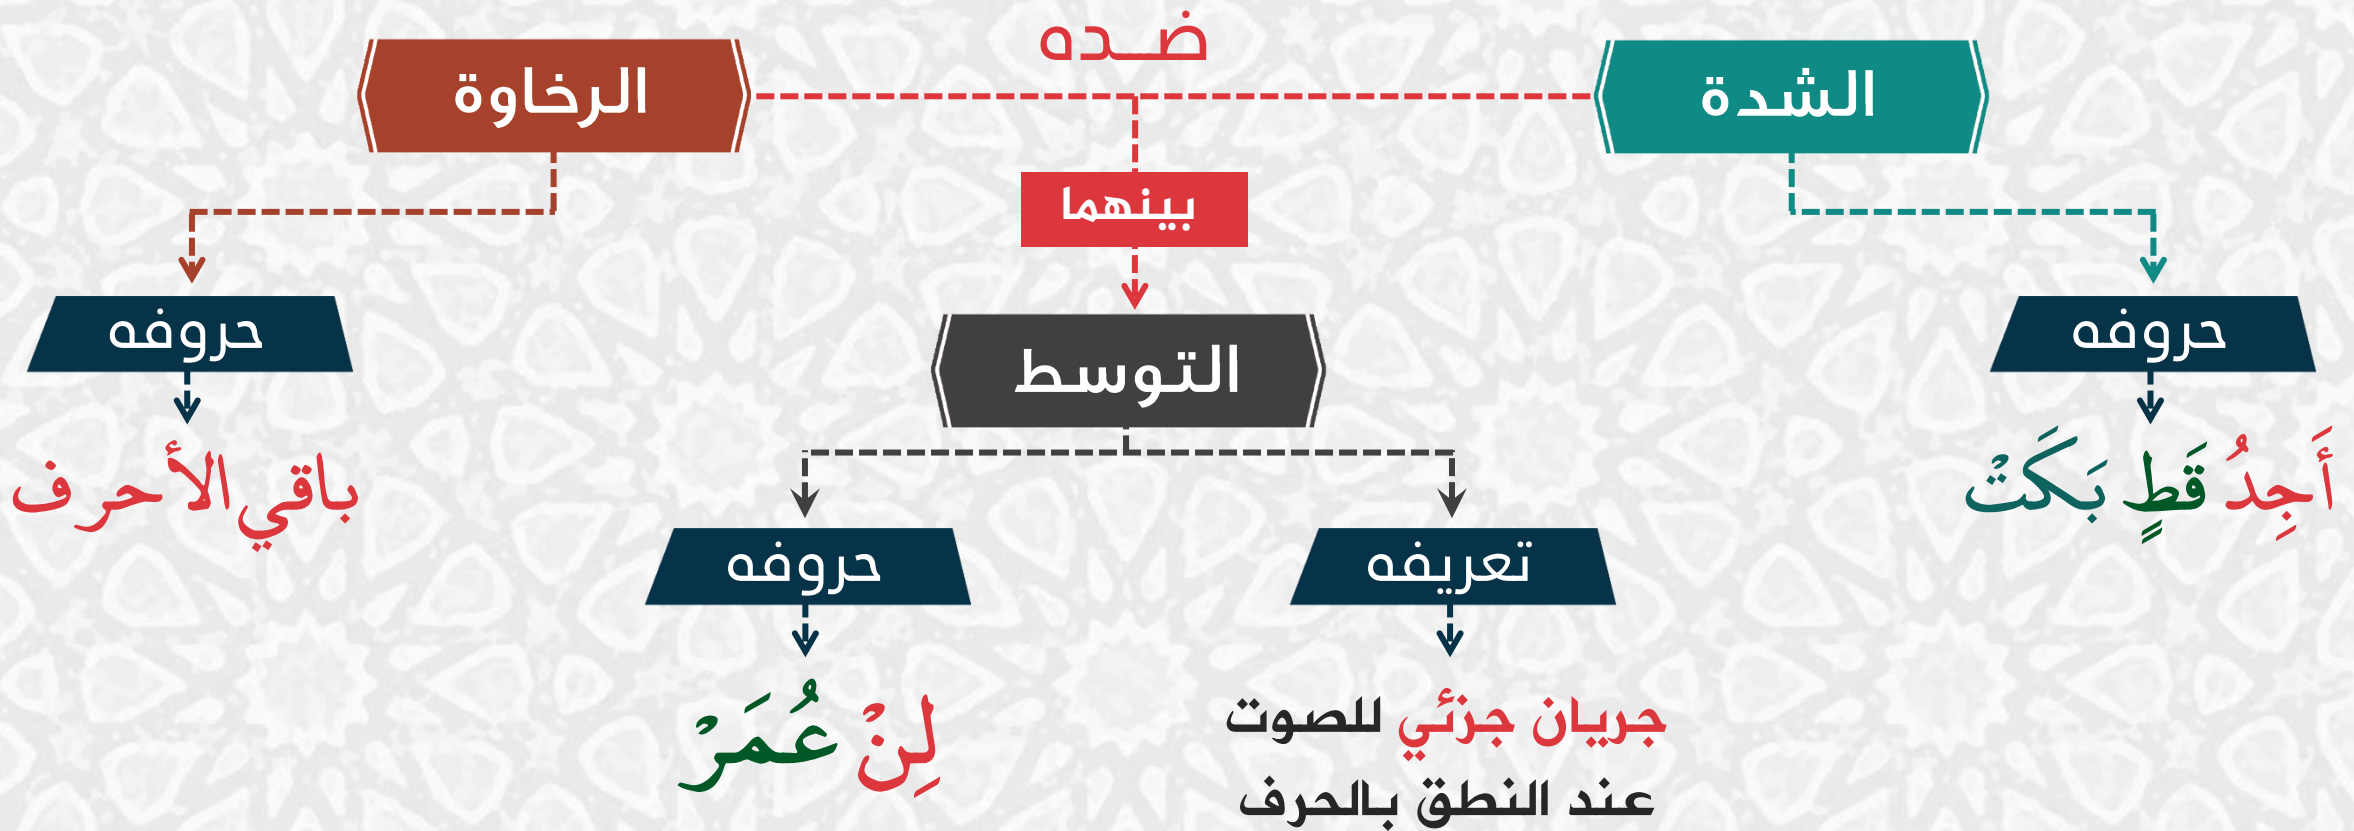 ضده
الشدة
الرخاوة
بينهما
حروفه
أَجِدُ قَطٍ بَكَتْ
التوسط
تعريفه
جريان جزئي للصوت
عند النطق بالحرف
حروفه
لِنْ عُمَرْ
حروفه
باقي الأحرف